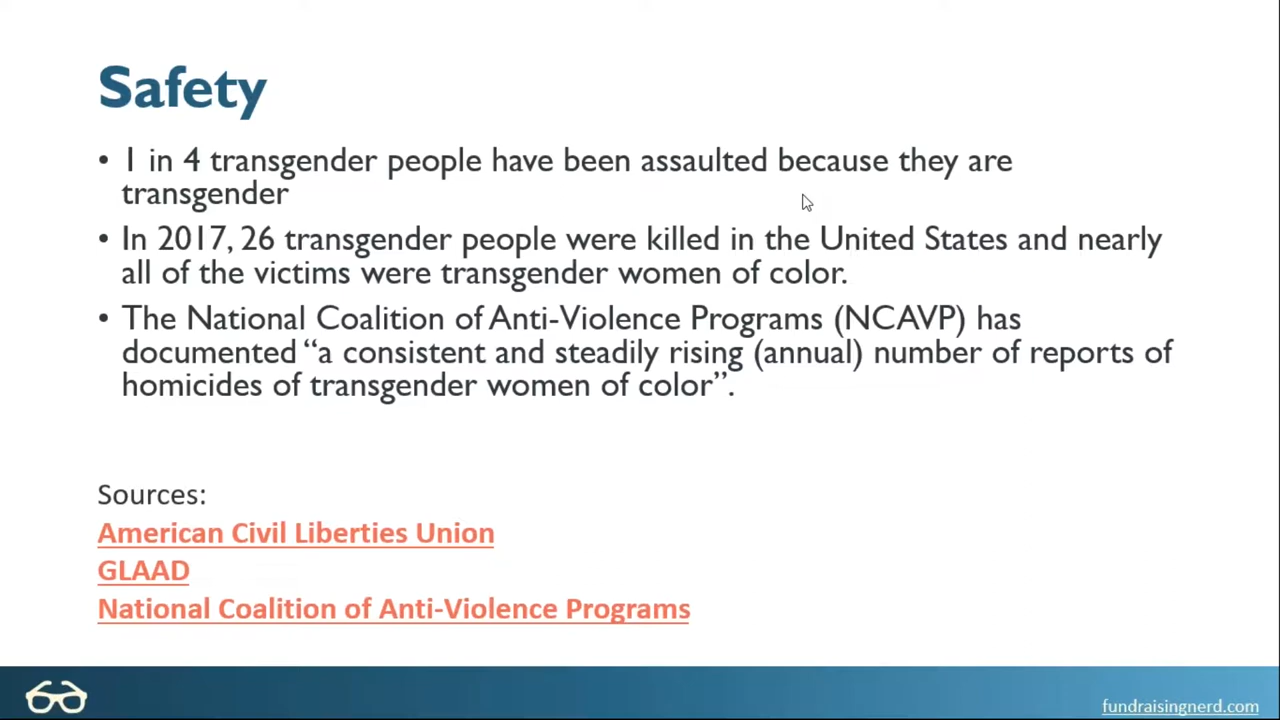 Safety
• 1 in 4 transgender people have been assaulted because they are
transgender
• In 2017, 26 transgender people were killed in the United States and nearly
all of the victims were transgender women of color.
• The National Coalition of Anti-Violence Programs (NCAVP) has
documented “a consistent and steadily rising (annual) number of reports of
homicides of transgender women of color”.
Sources:
American Civil Liberties Union
GLAAD
National Coalition of Anti-Violence Programs
fundraisingnerd.com